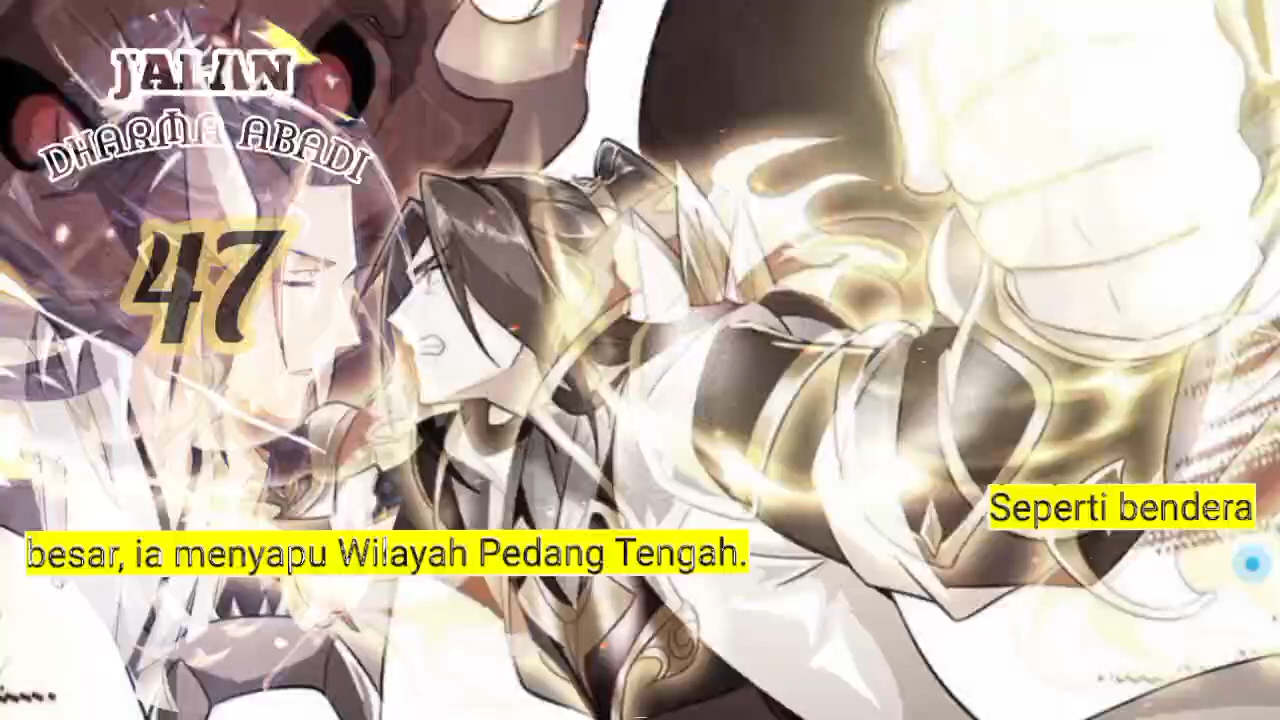 JALAN
DHARMA ABADI
47
Seperti bendera
besar, ia menyapu Wilayah Pedang Tengah.